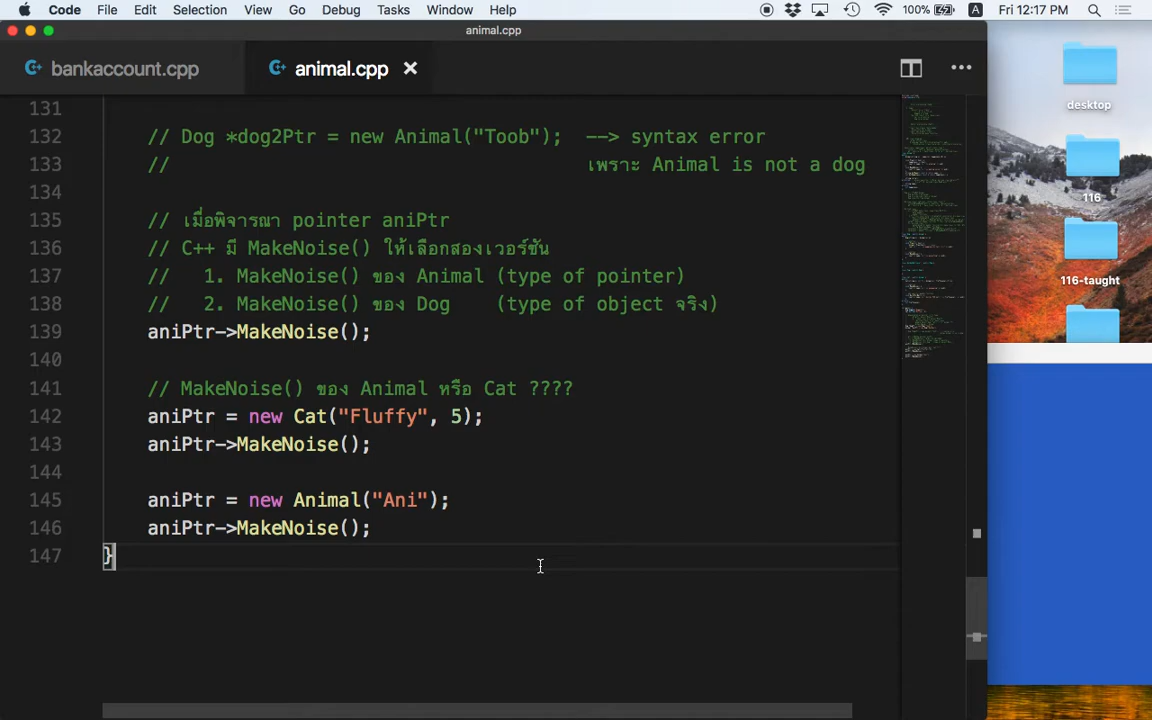 Code File Edit Selection View Go Debug Tasks Window Help 100% A Fri 12:17 PM
animal.cpp
bankaccount.cpp animal.cpp
desktop
116
116-taught
131
132 // Dog *dog2Ptr = new Animal("Toob"); --> syntax error
133 // เพราะ Animal is not a dog
134
135 // เมื่อพิจารณา pointer aniPtr
136 // C++ มี MakeNoise() ให้เลือกสองเวอร์ชัน
137 // 1. MakeNoise() ของ Animal (type of pointer)
138 // 2. MakeNoise() ของ Dog (type of object จริง)
139 aniPtr->MakeNoise();
140
141 // MakeNoise() ของ Animal หรือ Cat ????
142 aniPtr = new Cat("Fluffy", 5);
143 aniPtr->MakeNoise();
144
145 aniPtr = new Animal("Ani");
146 aniPtr->MakeNoise();
147 }